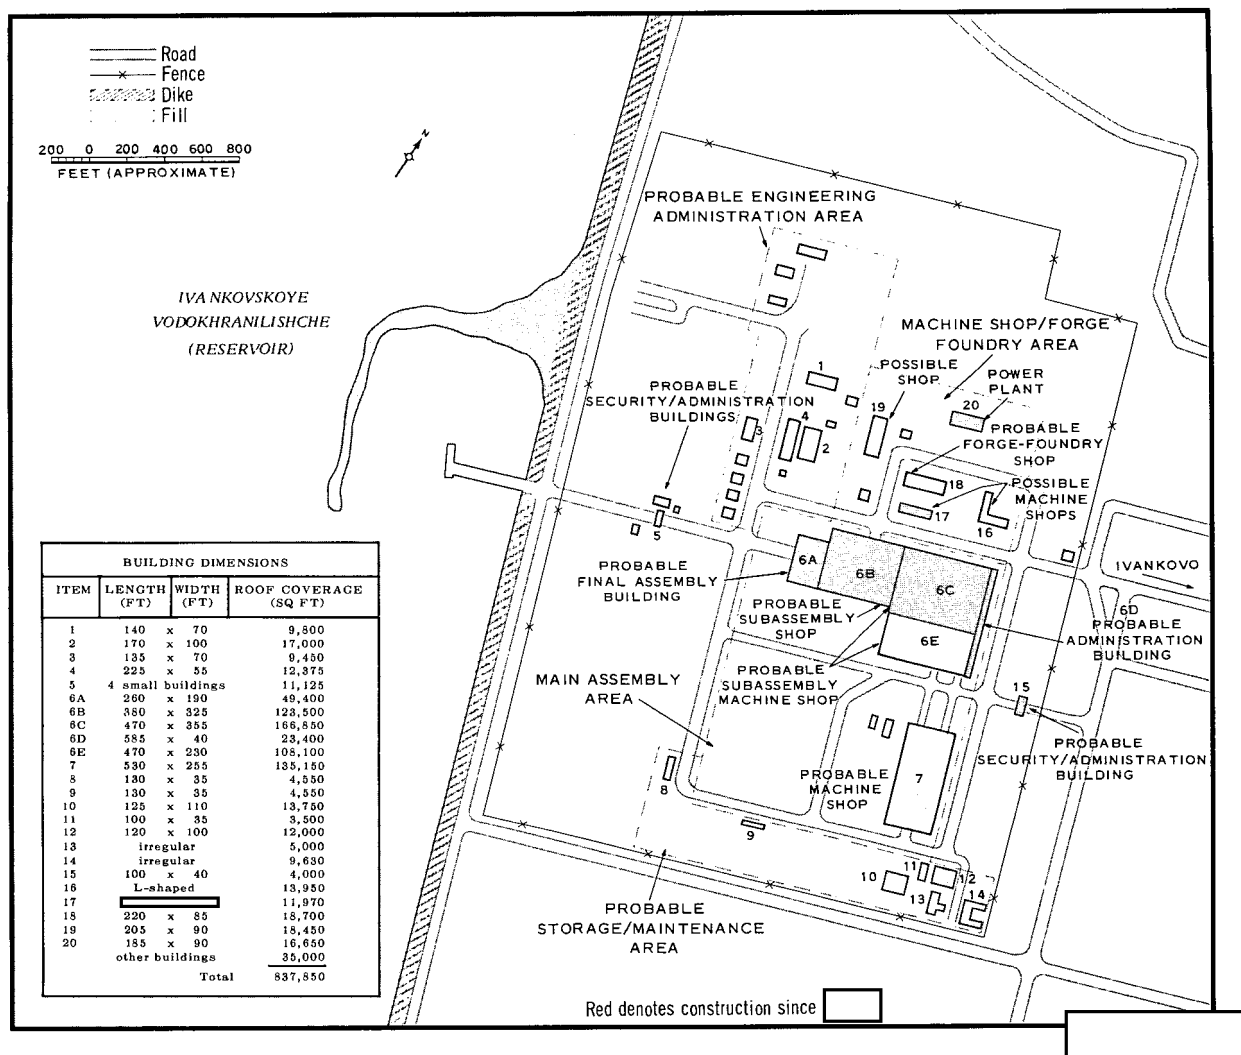 Road
Fence
Dike
Fill
200 0 200 400 600 800
FEET (APPROXIMATE)
N
IVANKOVSKOYE
VODOKHRANILISHCHE
(RESERVOIR)
PROBABLE ENGINEERING
ADMINISTRATION AREA
MACHINE SHOP/FORGE
FOUNDRY AREA
POSSIBLE
SHOP
POWER
PLANT
PROBABLE
SECURITY/ADMINISTRATION
BUILDINGS
1
19
20
4
3
2
PROBABLE
FORGE-FOUNDRY
SHOP
18
POSSIBLE
MACHINE
SHOPS
17
16
5
6A
6B
6C
6E
IVANKOVO
PROBABLE
FINAL ASSEMBLY
BUILDING
PROBABLE
SUBASSEMBLY
SHOP
6D
PROBABLE
ADMINISTRATION
BUILDING
PROBABLE
SUBASSEMBLY
MACHINE SHOP
MAIN ASSEMBLY
AREA
15
PROBABLE
SECURITY/ADMINISTRATION
BUILDING
PROBABLE
MACHINE
SHOP
7
8
9
10
11
12
13
14
PROBABLE
STORAGE/MAINTENANCE
AREA
BUILDING DIMENSIONS
ITEM LENGTH (FT) WIDTH (FT) ROOF COVERAGE (SQ FT)
1 140 x 70 9,800
2 170 x 100 17,000
3 135 x 70 9,450
4 225 x 55 12,375
5 4 small buildings 11,125
6A 260 x 190 49,400
6B 380 x 325 123,500
6C 470 x 355 166,850
6D 585 x 40 23,400
6E 470 x 230 108,100
7 530 x 255 135,150
8 130 x 35 4,550
9 130 x 35 4,550
10 125 x 110 13,750
11 100 x 35 3,500
12 120 x 100 12,000
13 irregular 5,000
14 irregular 9,630
15 100 x 40 4,000
16 L-shaped 13,950
17 11,970
18 220 x 85 18,700
19 205 x 90 18,450
20 185 x 90 16,650
other buildings 35,000
Total 837,850
Red denotes construction since